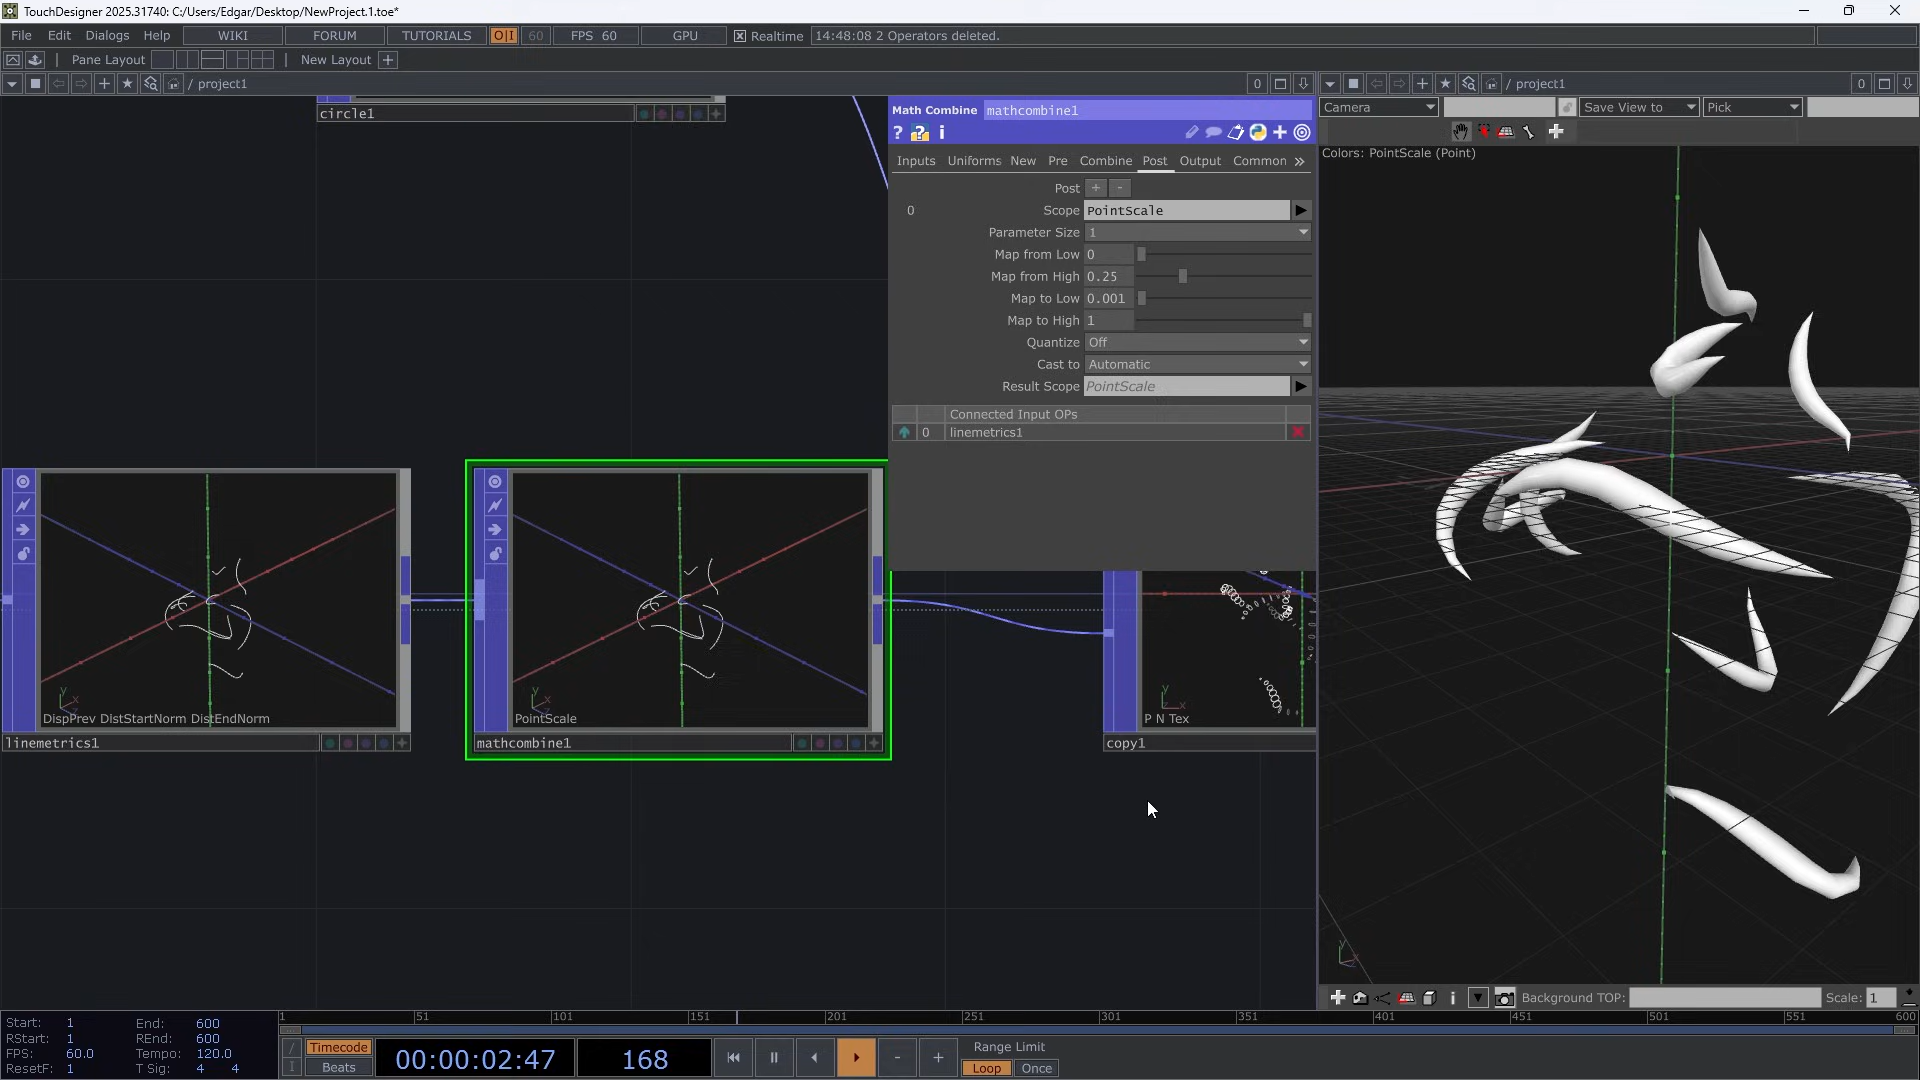 TouchDesigner 2025.31740: C:/Users/Edgar/Desktop/NewProject.1.toe*
File Edit Dialogs Help WIKI FORUM TUTORIALS O|I 60 FPS 60 GPU Realtime 14:48:08 2 Operators deleted.
Pane Layout New Layout +
/ project1 0
/ project1 0
Camera Save View to Pick
Colors: PointScale (Point)
circle1
Math Combine mathcombine1
? ? i
Inputs Uniforms New Pre Combine Post Output Common »
Post + -
0 Scope PointScale
Parameter Size 1
Map from Low 0
Map from High 0.25
Map to Low 0.001
Map to High 1
Quantize Off
Cast to Automatic
Result Scope PointScale
Connected Input OPs
0 linemetrics1
DispPrev DistStartNorm DistEndNorm
linemetrics1
PointScale
mathcombine1
P N Tex
copy1
Background TOP: Scale: 1
1 51 101 151 201 251 301 351 401 451 501 551 600
Start: 1 End: 600
RStart: 1 REnd: 600
FPS: 60.0 Tempo: 120.0
ResetF: 1 T Sig: 4 4
Timecode
Beats
00:00:02:47 168
- +
Range Limit
Loop Once